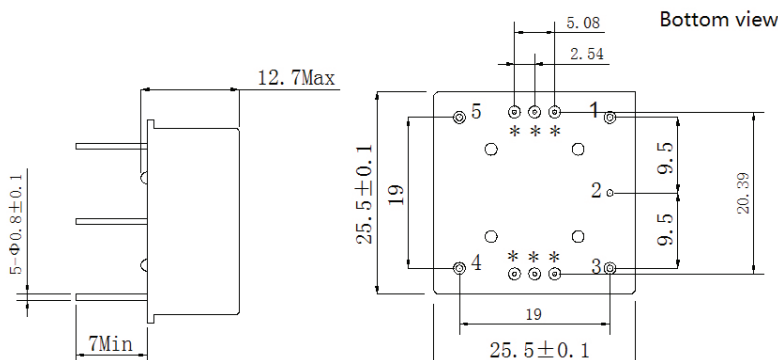 Bottom view
5.08
2.54
12.7Max
5
1
* * *
25.5±0.1
19
9.5
2
20.39
9.5
5-Φ0.8±0.1
4
* * *
3
7Min
19
25.5±0.1